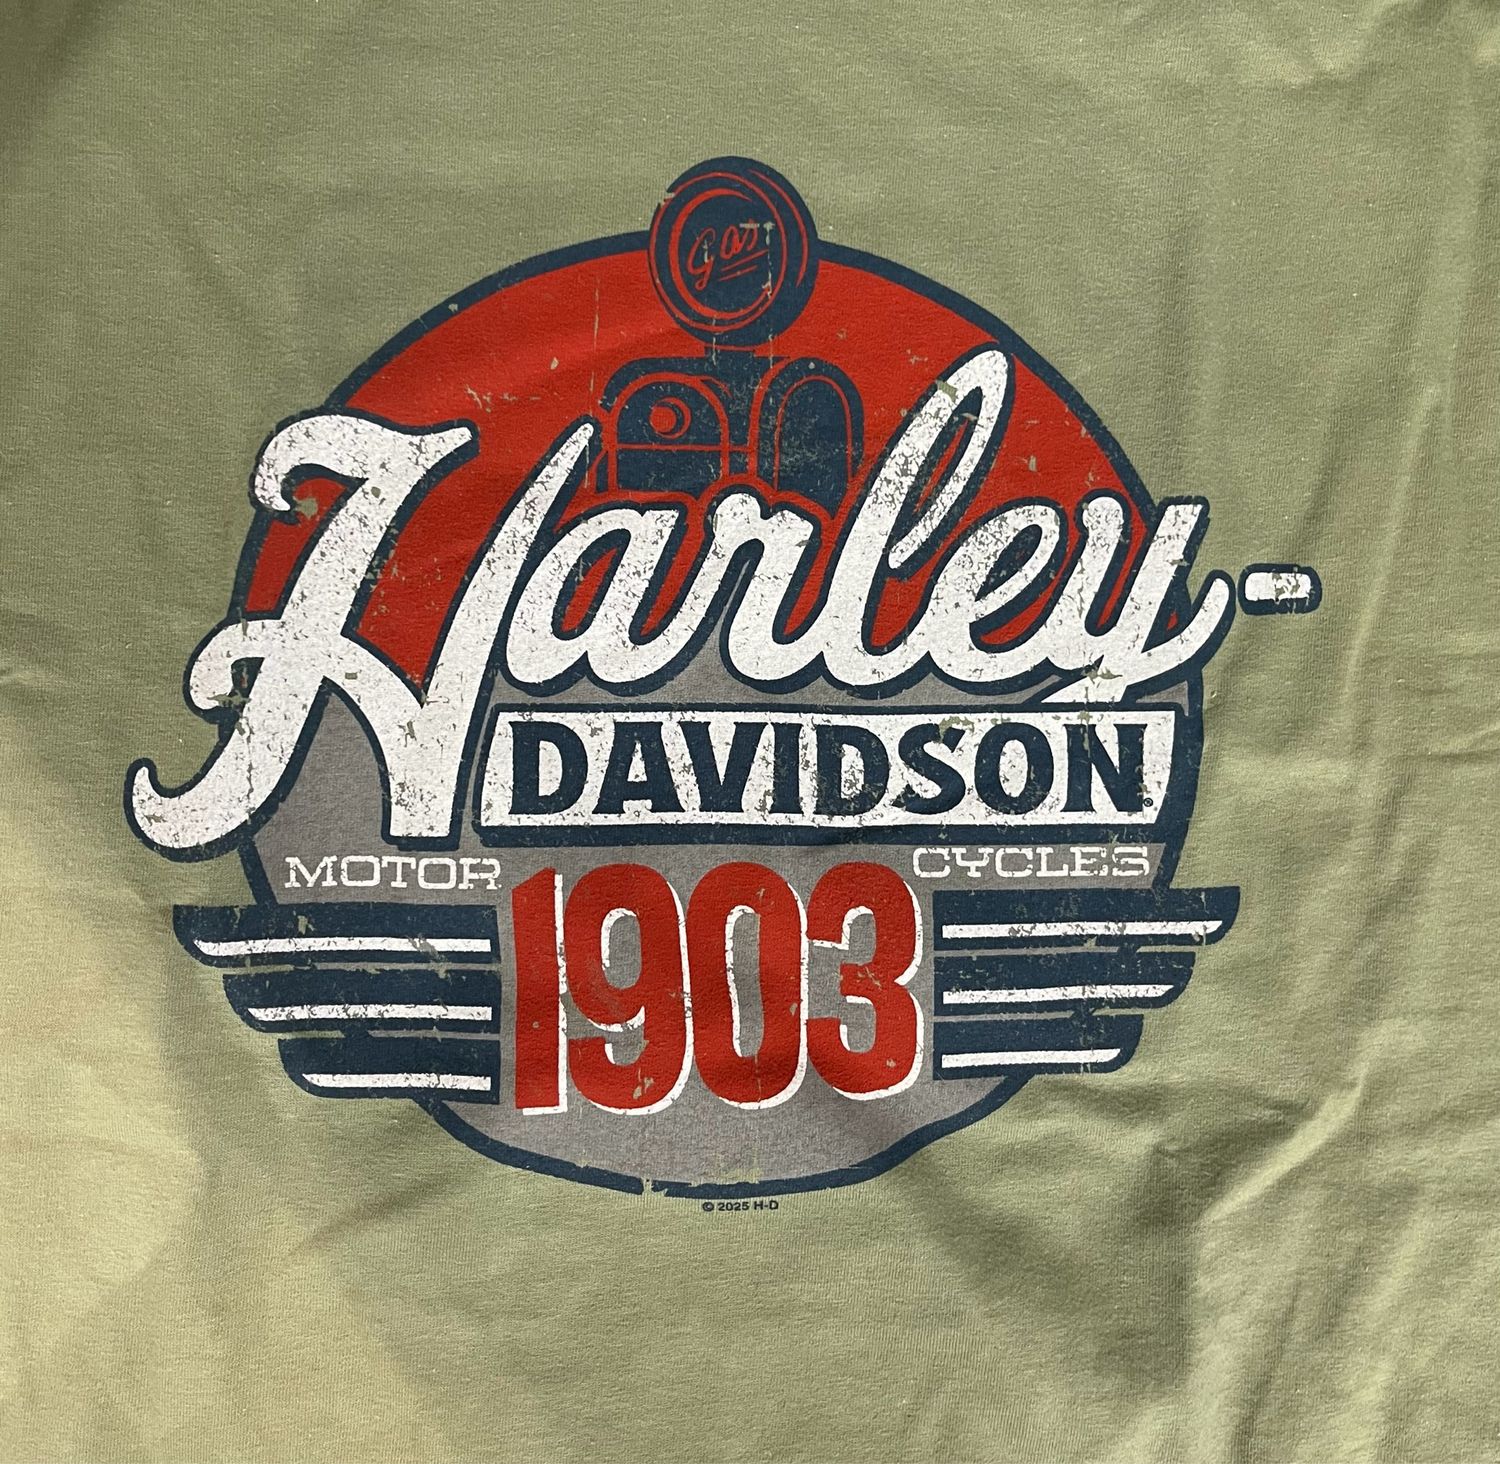 Gas
Harley-
DAVIDSON®
MOTOR CYCLES
1903
© 2025 H-D